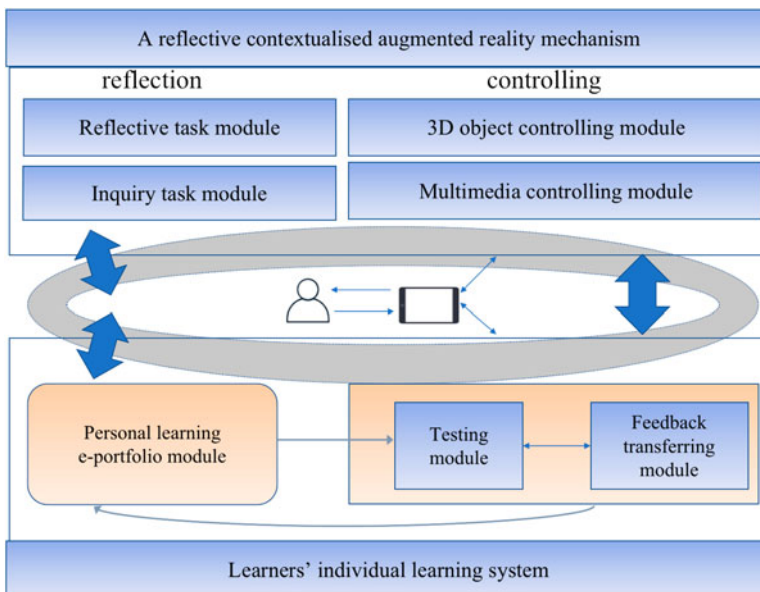 A reflective contextualised augmented reality mechanism
reflection
controlling
Reflective task module
3D object controlling module
Inquiry task module
Multimedia controlling module
Personal learning
e-portfolio module
Testing
module
Feedback
transferring
module
Learners' individual learning system